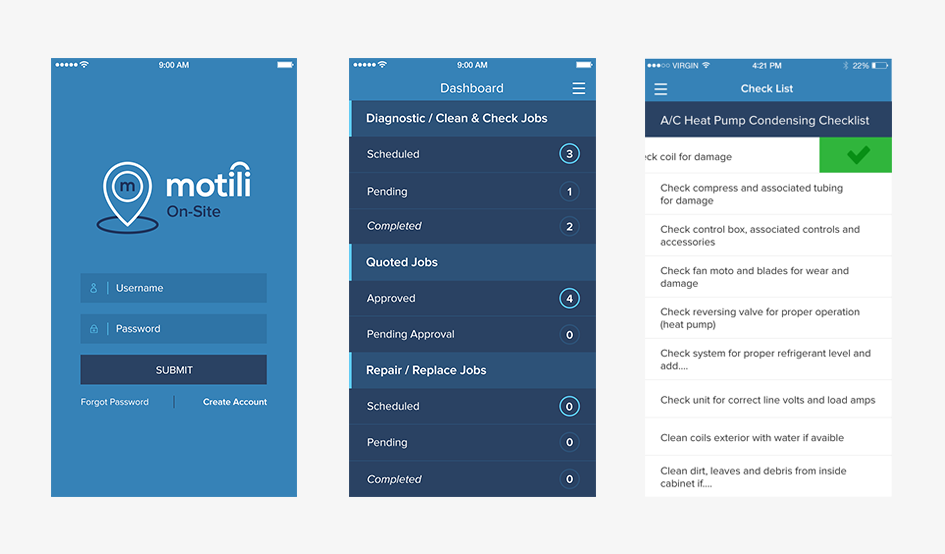 9:00 AM
m motili
On-Site
Username
Password
SUBMIT
Forgot Password
Create Account
9:00 AM
Dashboard
Diagnostic / Clean & Check Jobs
Scheduled 3
Pending 1
Completed 2
Quoted Jobs
Approved 4
Pending Approval 0
Repair / Replace Jobs
Scheduled 0
Pending 0
Completed 0
VIRGIN 4:21 PM 22%
Check List
A/C Heat Pump Condensing Checklist
ck coil for damage
Check compress and associated tubing
for damage
Check control box, associated controls and
accessories
Check fan moto and blades for wear and
damage
Check reversing valve for proper operation
(heat pump)
Check system for proper refrigerant level and
add....
Check unit for correct line volts and load amps
Clean coils exterior with water if avaible
Clean dirt, leaves and debris from inside
cabinet if....